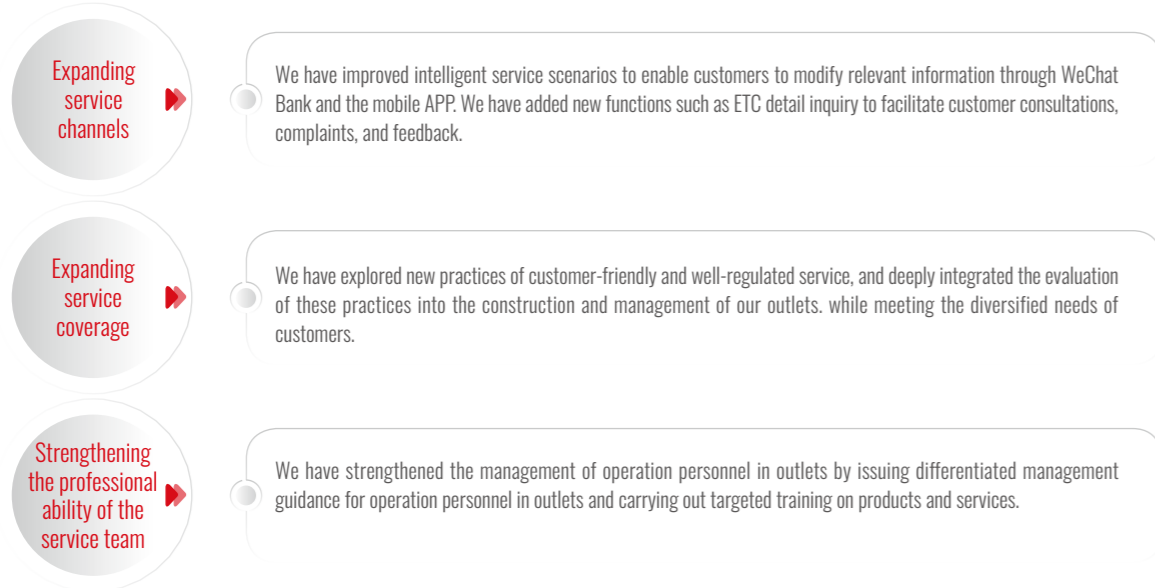 Expanding
service
channels
We have improved intelligent service scenarios to enable customers to modify relevant information through WeChat
Bank and the mobile APP. We have added new functions such as ETC detail inquiry to facilitate customer consultations,
complaints, and feedback.
Expanding
service
coverage
We have explored new practices of customer-friendly and well-regulated service, and deeply integrated the evaluation
of these practices into the construction and management of our outlets. while meeting the diversified needs of
customers.
Strengthening
the professional
ability of the
service team
We have strengthened the management of operation personnel in outlets by issuing differentiated management
guidance for operation personnel in outlets and carrying out targeted training on products and services.